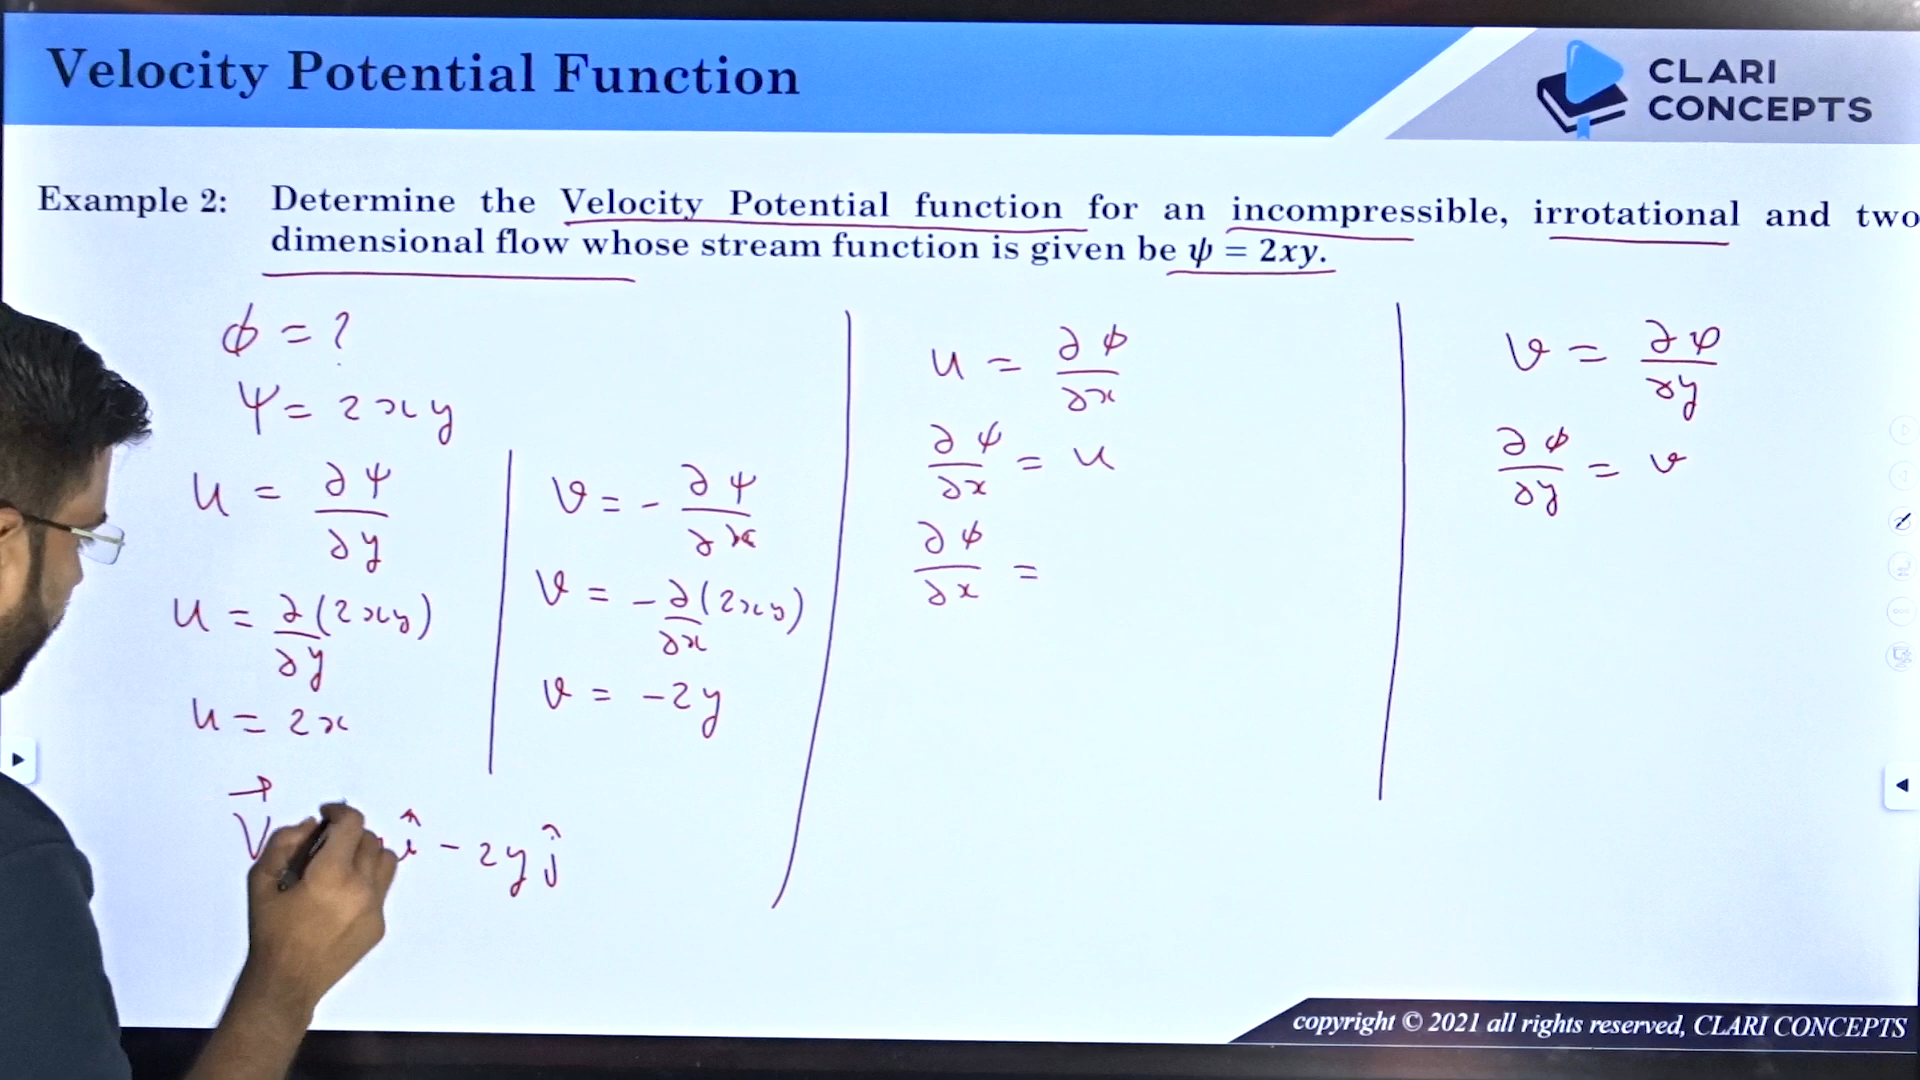 Velocity Potential Function
CLARI
CONCEPTS
Example 2: Determine the Velocity Potential function for an incompressible, irrotational and two
dimensional flow whose stream function is given be ψ = 2xy.
ϕ = ?
ψ = 2xy
u = ∂ψ/∂y
u = ∂(2xy)/∂y
u = 2x
v = -∂ψ/∂x
v = -∂(2xy)/∂x
v = -2y
V î - 2yĵ
u = ∂ϕ/∂x
∂ϕ/∂x = u
∂ϕ/∂x =
v = ∂φ/∂y
∂ϕ/∂y = v
copyright © 2021 all rights reserved, CLARI CONCEPTS